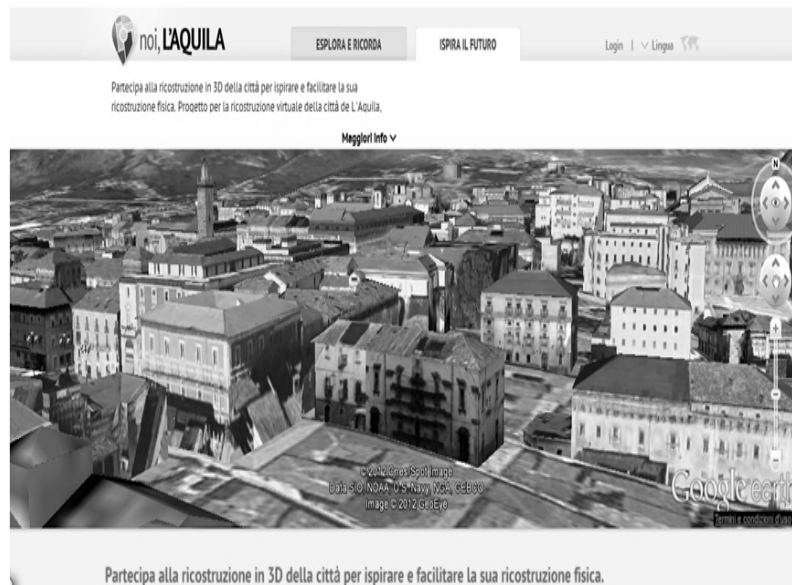 noi, L'AQUILA
ESPLORA E RICORDA
ISPIRA IL FUTURO
Login | Lingua
Partecipa alla ricostruzione in 3D della città per ispirare e facilitare la sua
ricostruzione fisica. Progetto per la ricostruzione virtuale della città de L'Aquila,
Maggiori Info
N
© 2012 Cnes/Spot Image
Data SIO, NOAA, U.S. Navy, NGA, GEBCO
Image © 2012 GeoEye
Google earth
Termini e condizioni d'uso
Partecipa alla ricostruzione in 3D della città per ispirare e facilitare la sua ricostruzione fisica.